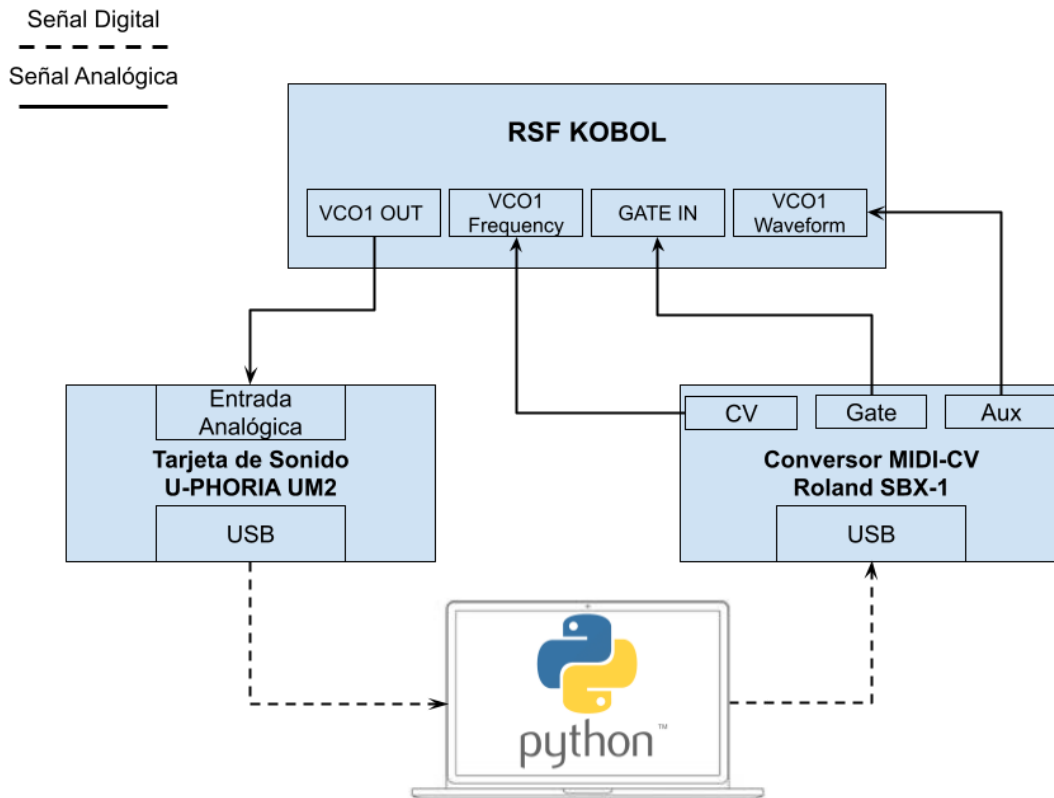 Señal Digital
Señal Analógica
RSF KOBOL
VCO1 OUT
VCO1
Frequency
GATE IN
VCO1
Waveform
Entrada
Analógica
Tarjeta de Sonido
U-PHORIA UM2
USB
CV
Gate
Aux
Conversor MIDI-CV
Roland SBX-1
USB
python™